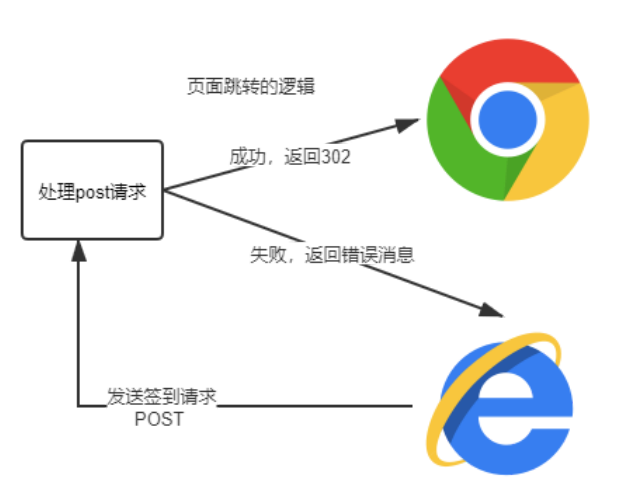 页面跳转的逻辑
成功，返回302
处理post请求
失败，返回错误消息
发送签到请求
POST